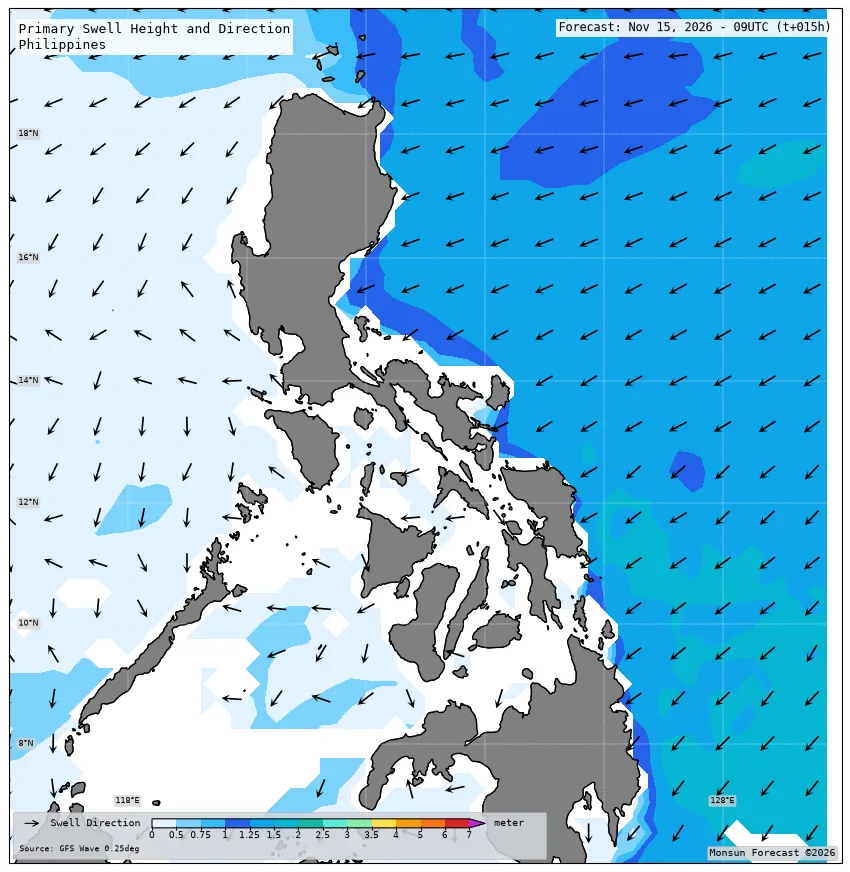 Primary Swell Height and Direction
Philippines
Forecast: Nov 15, 2026 - 09UTC (t+015h)
18°N
16°N
14°N
12°N
10°N
8°N
118°E
128°E
Swell Direction
0 0.5 0.75 1 1.25 1.5 2 2.5 3 3.5 4 5 6 7
meter
Source: GFS Wave 0.25deg
Monsun Forecast ©2026